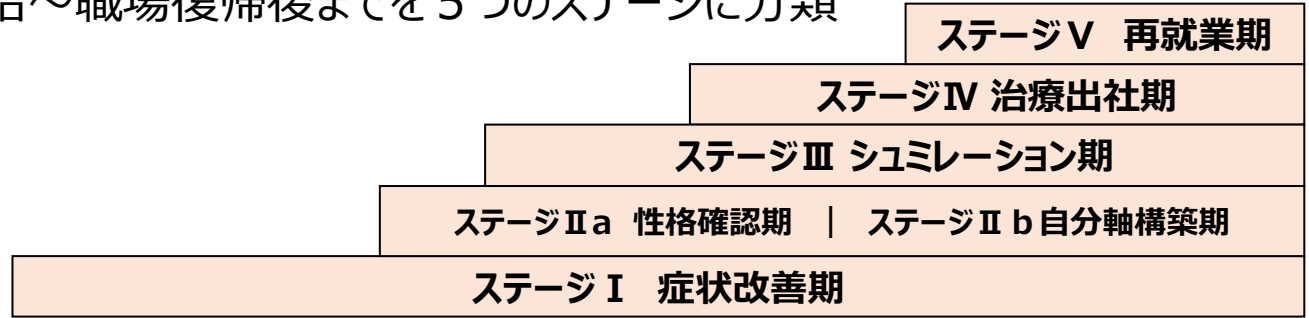 ～職場復帰後までを５つのステージに分類
ステージⅤ 再就業期
ステージⅣ 治療出社期
ステージⅢ シュミレーション期
ステージⅡａ 性格確認期 ｜ ステージⅡｂ自分軸構築期
ステージⅠ 症状改善期